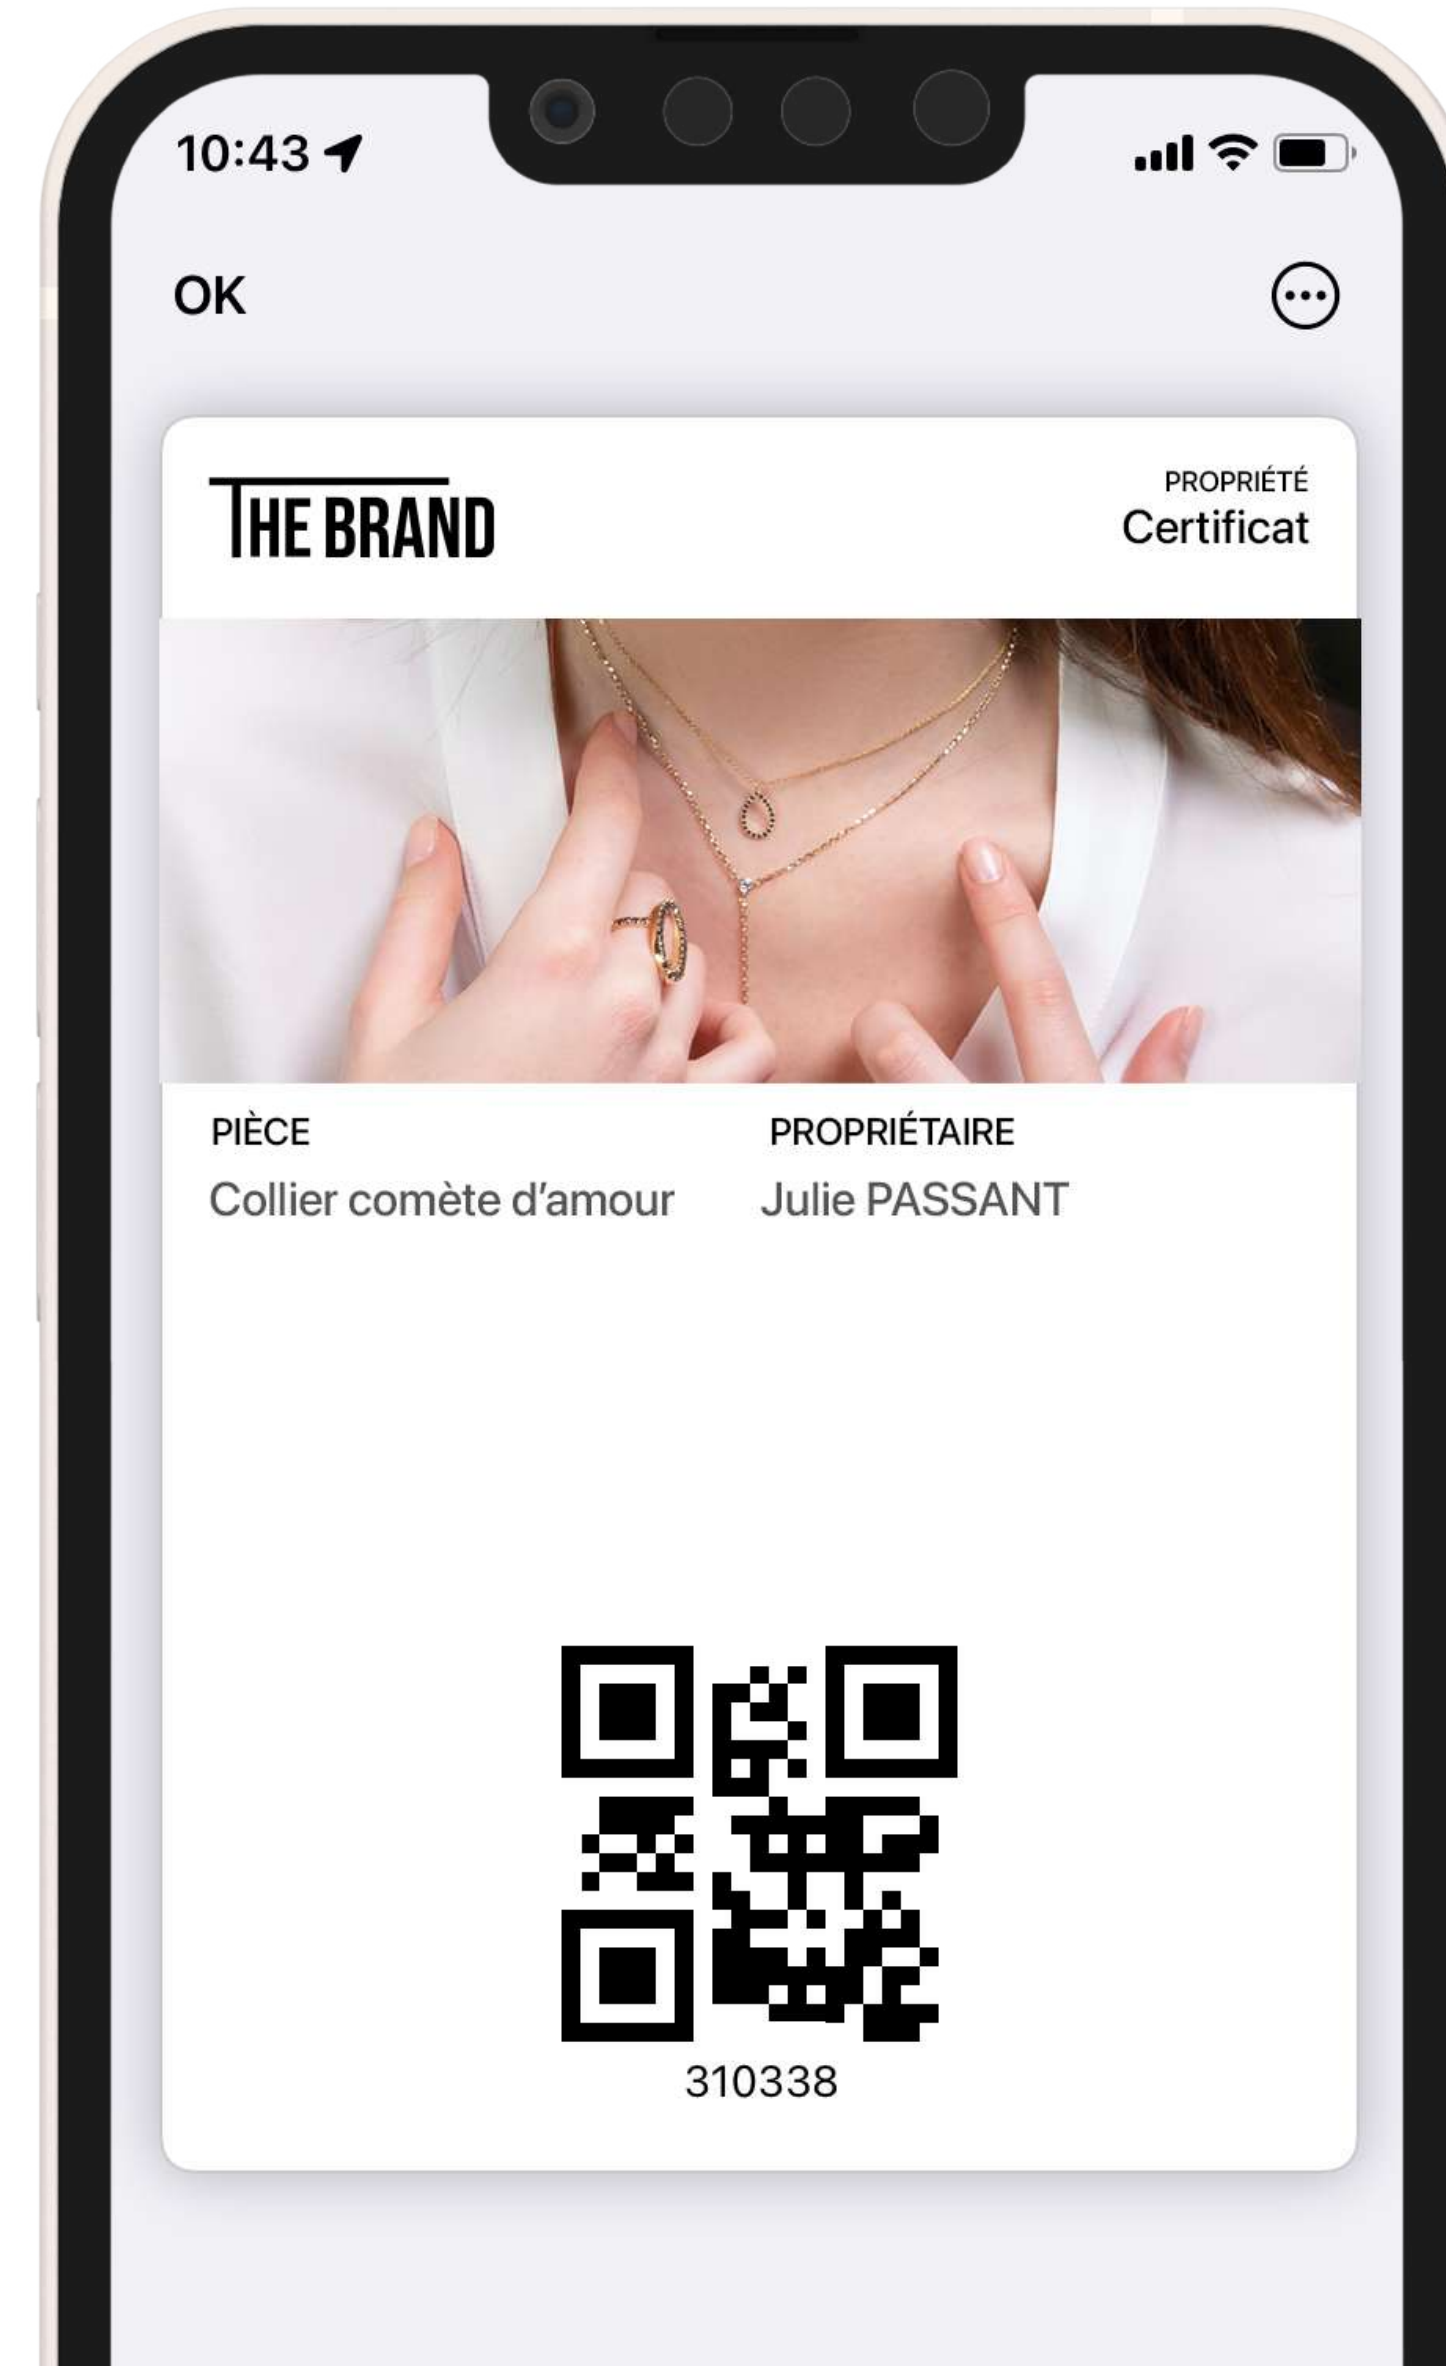 10:43
OK
THE BRAND
PROPRIÉTÉ
Certificat
PIÈCE
PROPRIÉTAIRE
Collier comète d’amour
Julie PASSANT
310338